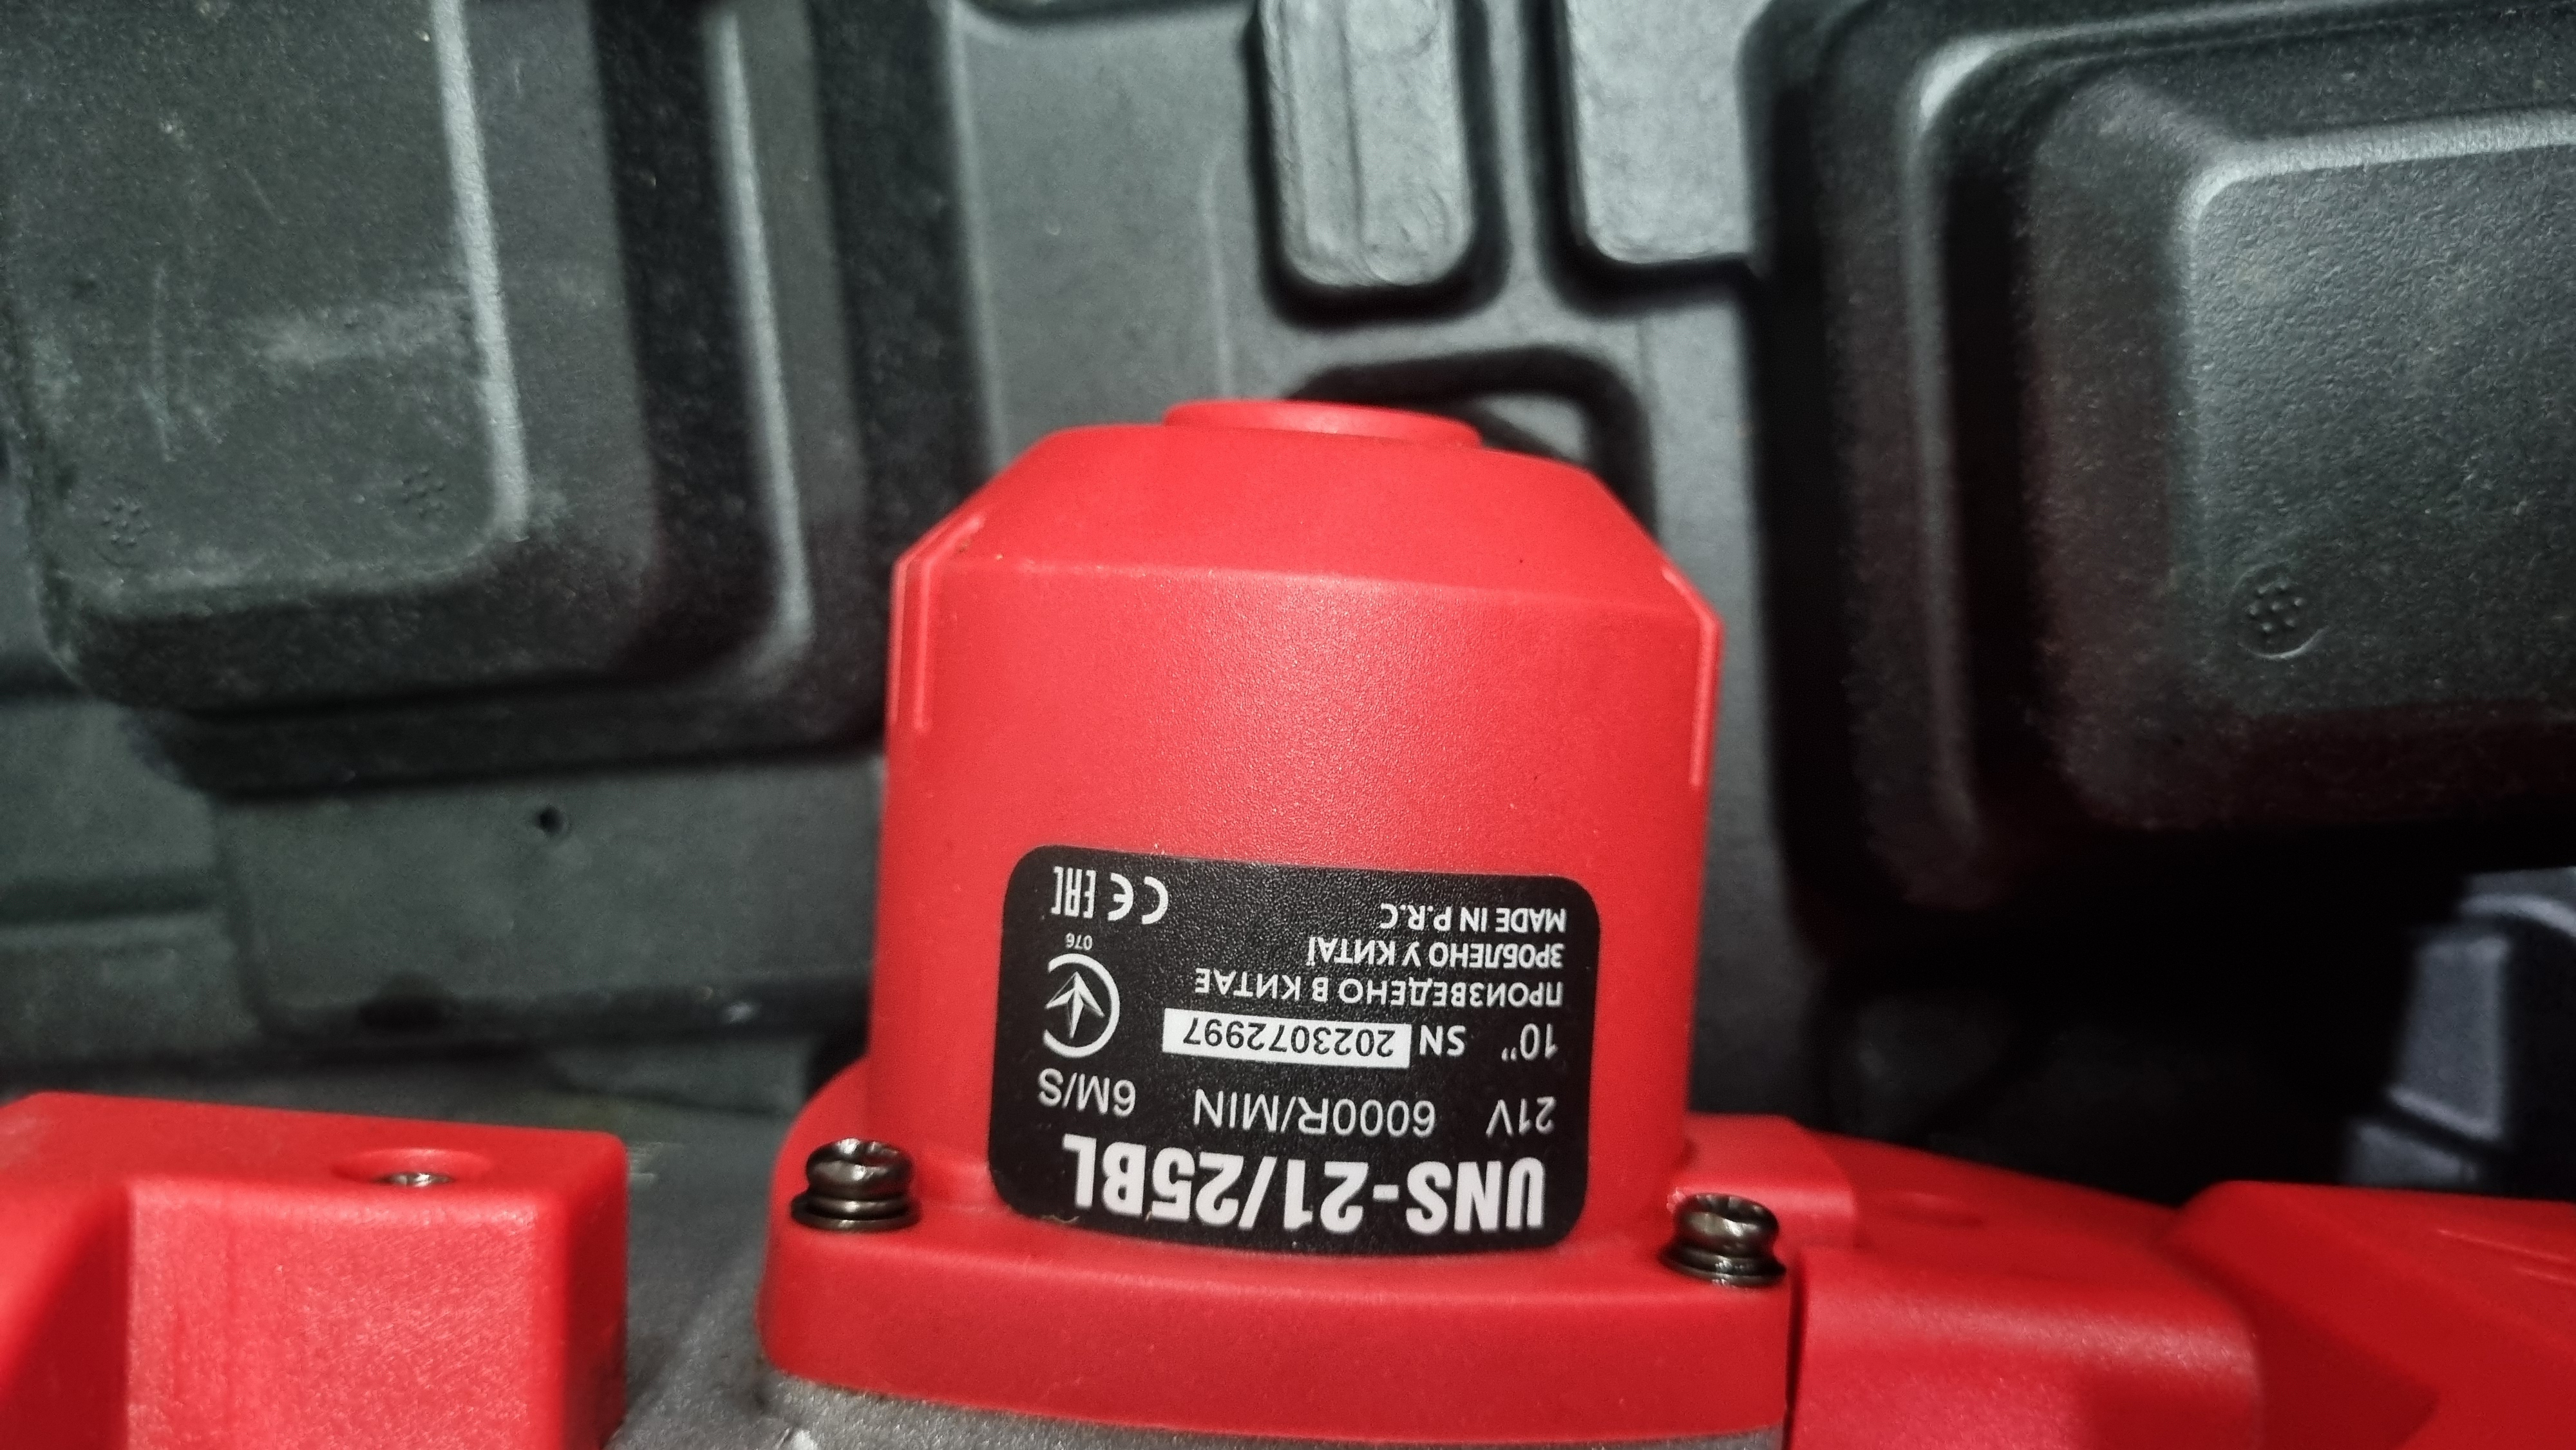 UNS-21/25BL
21V 6000R/MIN 6M/S
10" SN 2023072997
ПРОИЗВЕДЕНО В КИТАЕ
ЗРОБЛЕНО У КИТАЇ
MADE IN P.R.C
076
CE EAC